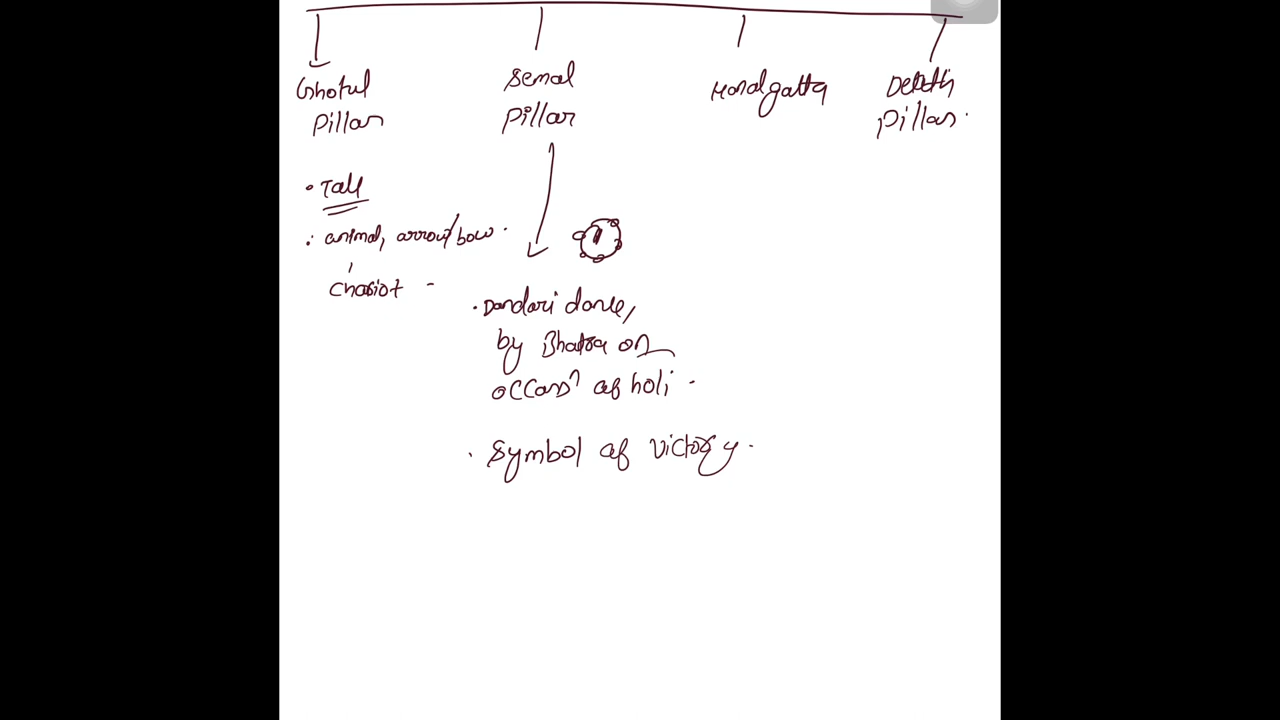 Ghotul
Pillar
Semal
Pillar
Mondgatta
Death
Pillar.
• Tall
• animal, arrow/bow.
, chariot -
• Dandari dance,
by Bhatra on
occasn of holi.
• Symbol of victory.